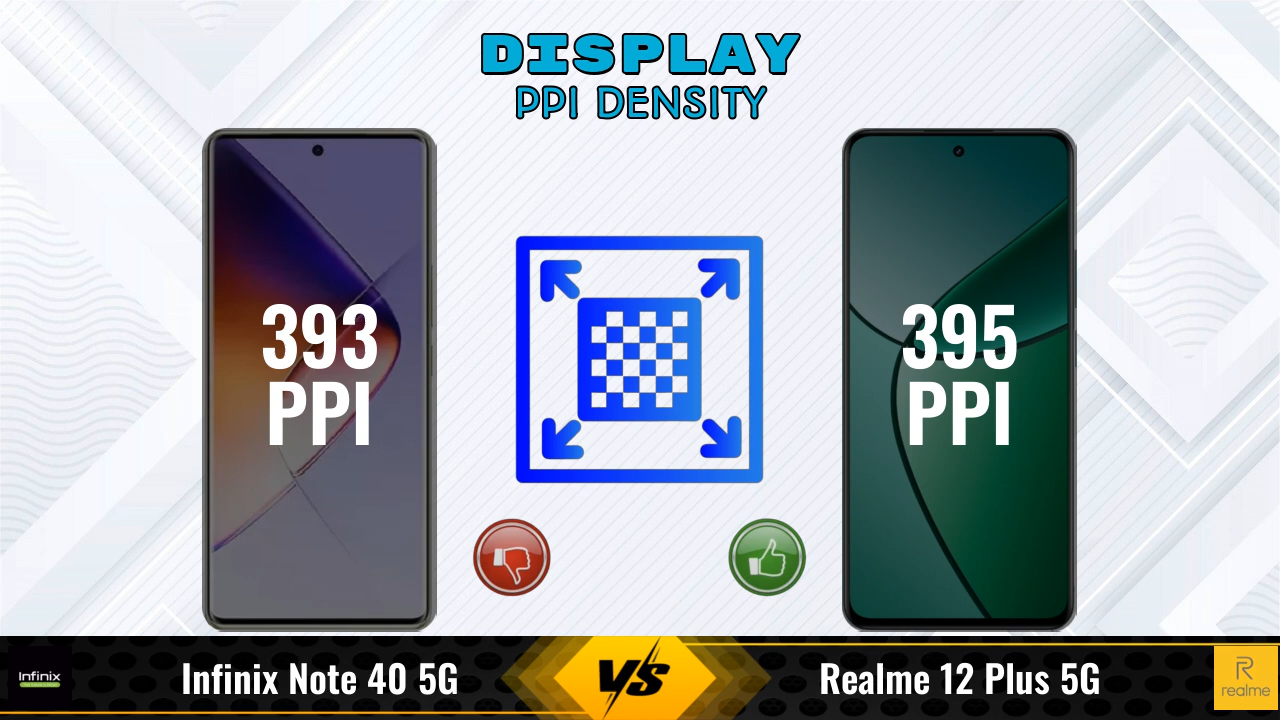 DISPLAY
PPI DENSITY
393
PPI
395
PPI
Infinix
Infinix Note 40 5G
VS
Realme 12 Plus 5G
R
realme